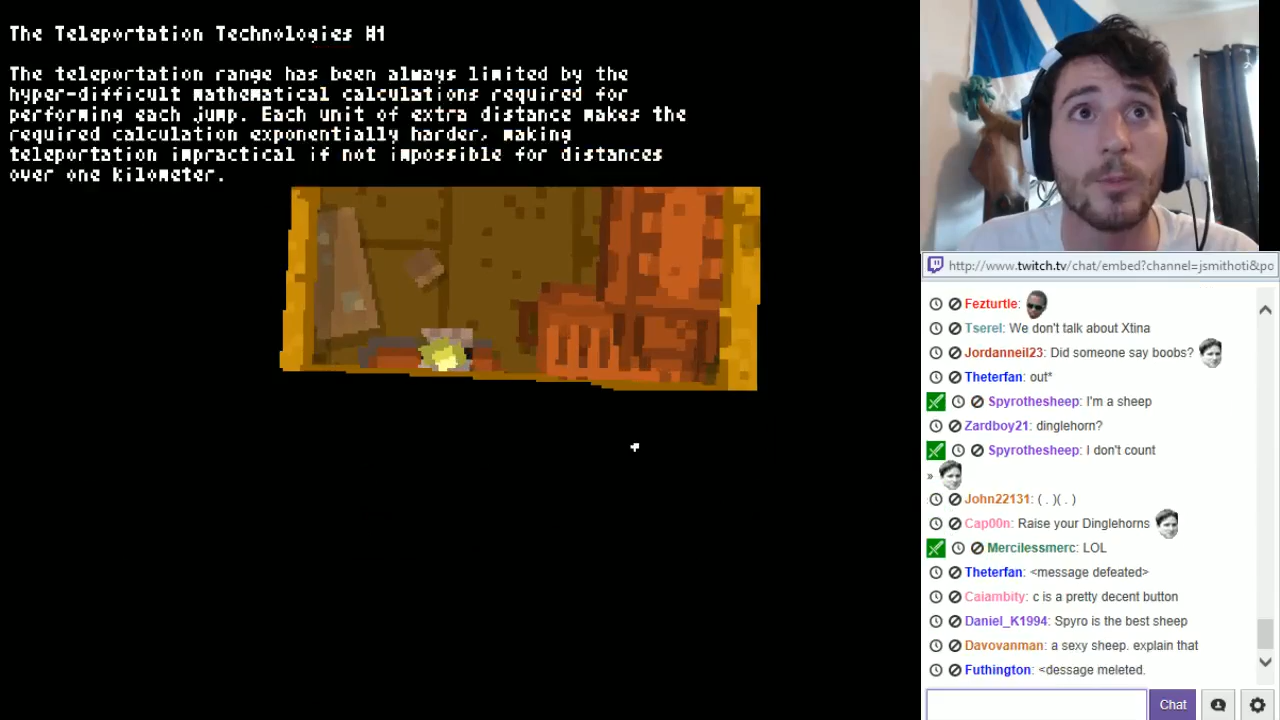 The Teleportation Technologies #1
The teleportation range has been always limited by the
hyper-difficult mathematical calculations required for
performing each jump. Each unit of extra distance makes the
required calculation exponentially harder, making
teleportation impractical if not impossible for distances
over one kilometer.
http://www.twitch.tv/chat/embed?channel=jsmithoti&po
Fezturtle:
Tserel: We don't talk about Xtina
Jordanneil23: Did someone say boobs?
Theterfan: out*
Spyrothesheep: I'm a sheep
Zardboy21: dinglehorn?
Spyrothesheep: I don't count
»
John22131: ( . )( . )
Cap00n: Raise your Dinglehorns
Mercilessmerc: LOL
Theterfan: <message defeated>
Caiambity: c is a pretty decent button
Daniel_K1994: Spyro is the best sheep
Davovanman: a sexy sheep. explain that
Futhington: <dessage meleted.
Chat